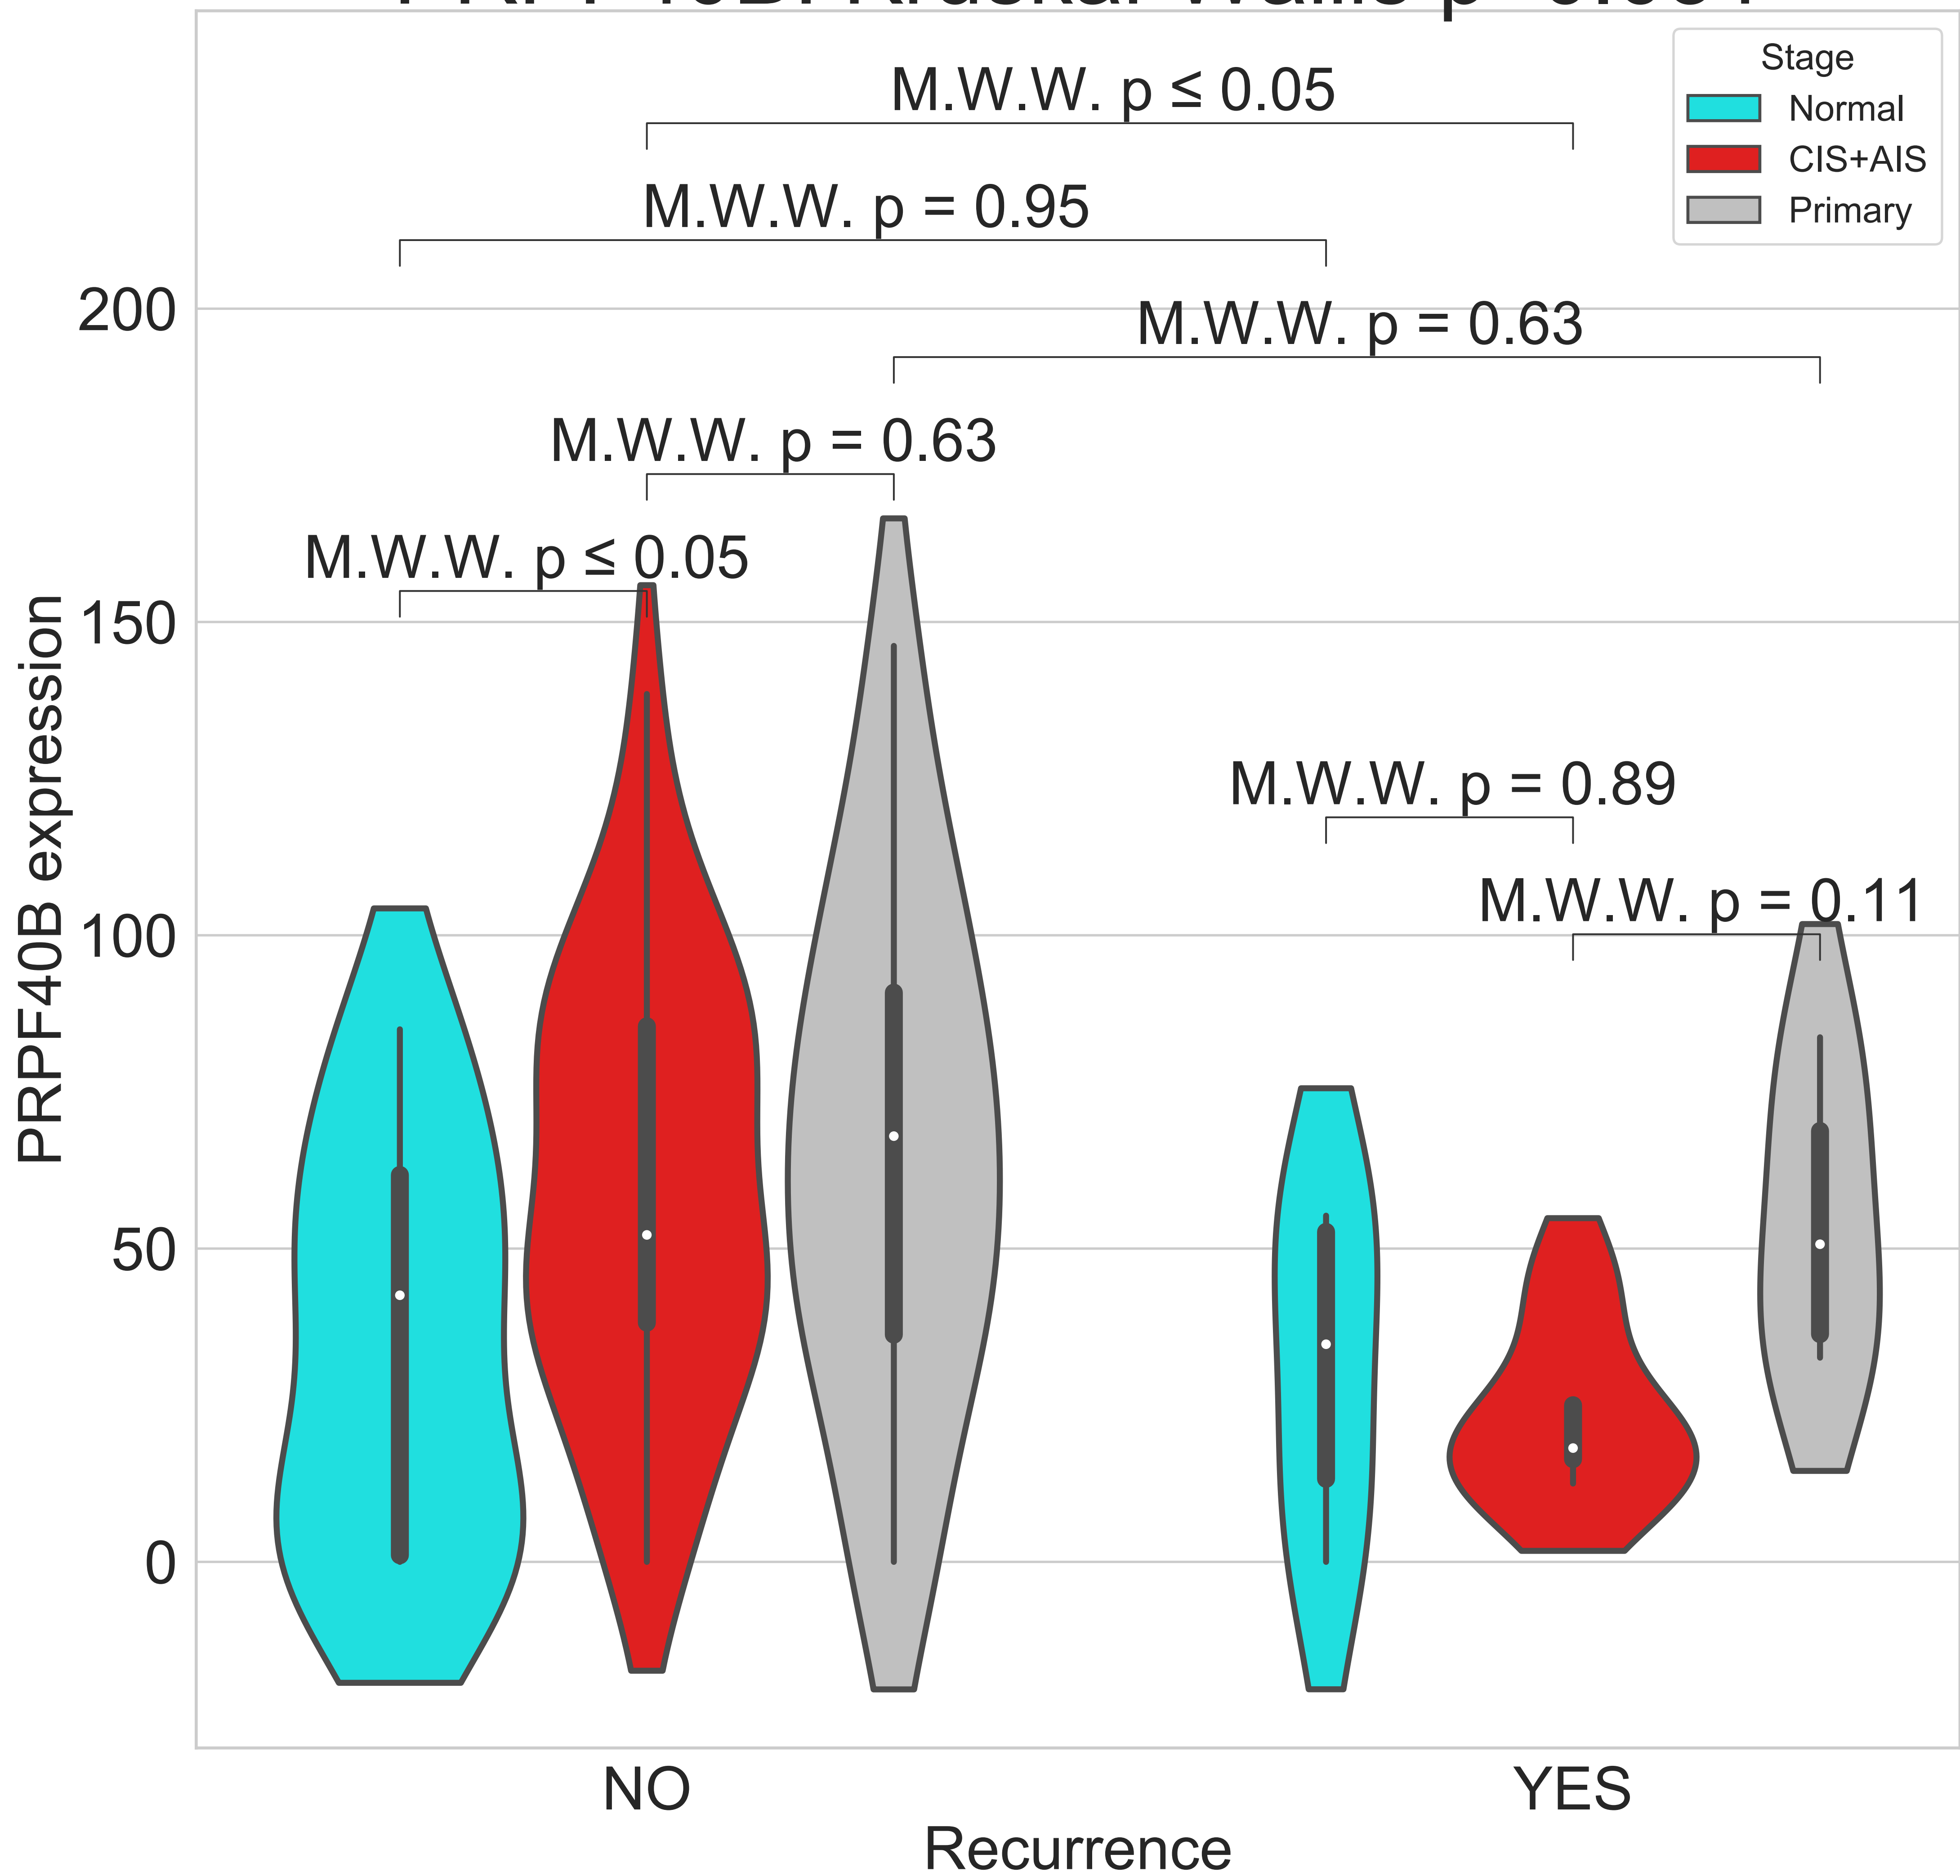 M.W.W. p ≤ 0.05
M.W.W. p = 0.95
M.W.W. p = 0.63
M.W.W. p = 0.63
M.W.W. p ≤ 0.05
M.W.W. p = 0.89
M.W.W. p = 0.11
Stage
Normal
CIS+AIS
Primary
PRPF40B expression
200
150
100
50
0
NO
YES
Recurrence